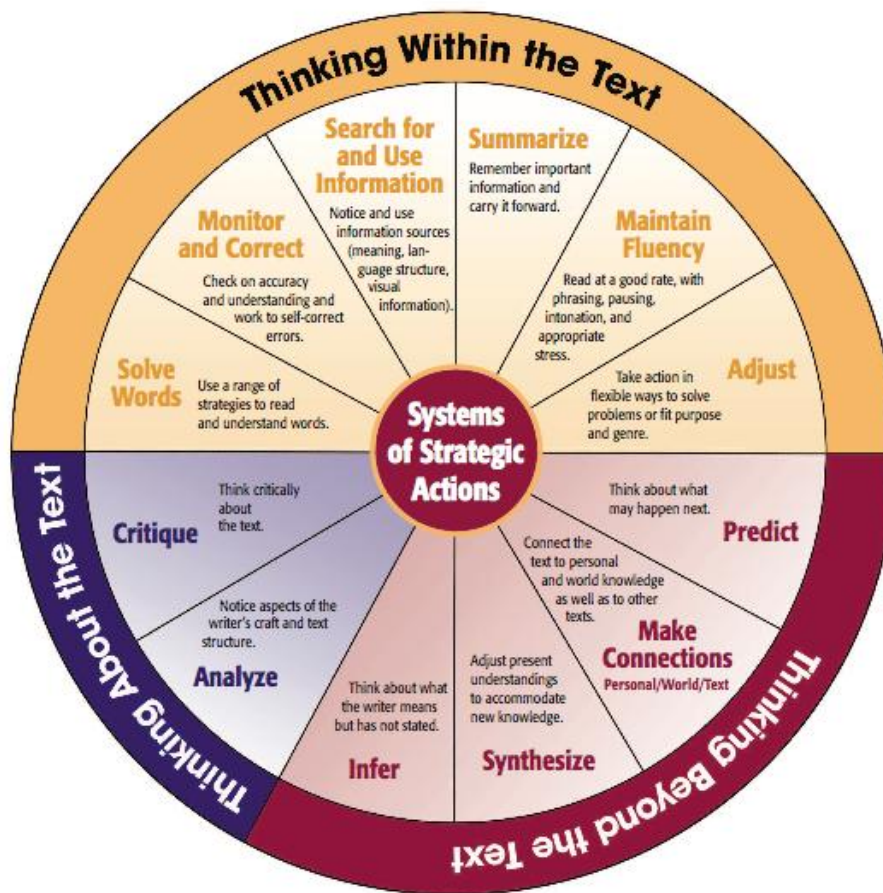 Thinking Within the Text
Search for
and Use
Information
Notice and use
information sources
(meaning, lan-
guage structure,
visual
information).
Summarize
Remember important
information and
carry it forward.
Monitor
and Correct
Check on accuracy
and understanding and
work to self-correct
errors.
Maintain
Fluency
Read at a good rate, with
phrasing, pausing,
intonation, and
appropriate
stress.
Solve
Words
Use a range of
strategies to read
and understand words.
Adjust
Take action in
flexible ways to solve
problems or fit purpose
and genre.
Systems
of Strategic
Actions
Thinking About the Text
Critique
Think critically
about
the text.
Analyze
Notice aspects of the
writer's craft and text
structure.
Thinking Beyond the Text
Predict
Think about what
may happen next.
Connect the
text to personal
and world knowledge
as well as to other
texts.
Make
Connections
Personal/World/Text
Adjust present
understandings
to accommodate
new knowledge.
Synthesize
Think about what
the writer means
but has not stated.
Infer